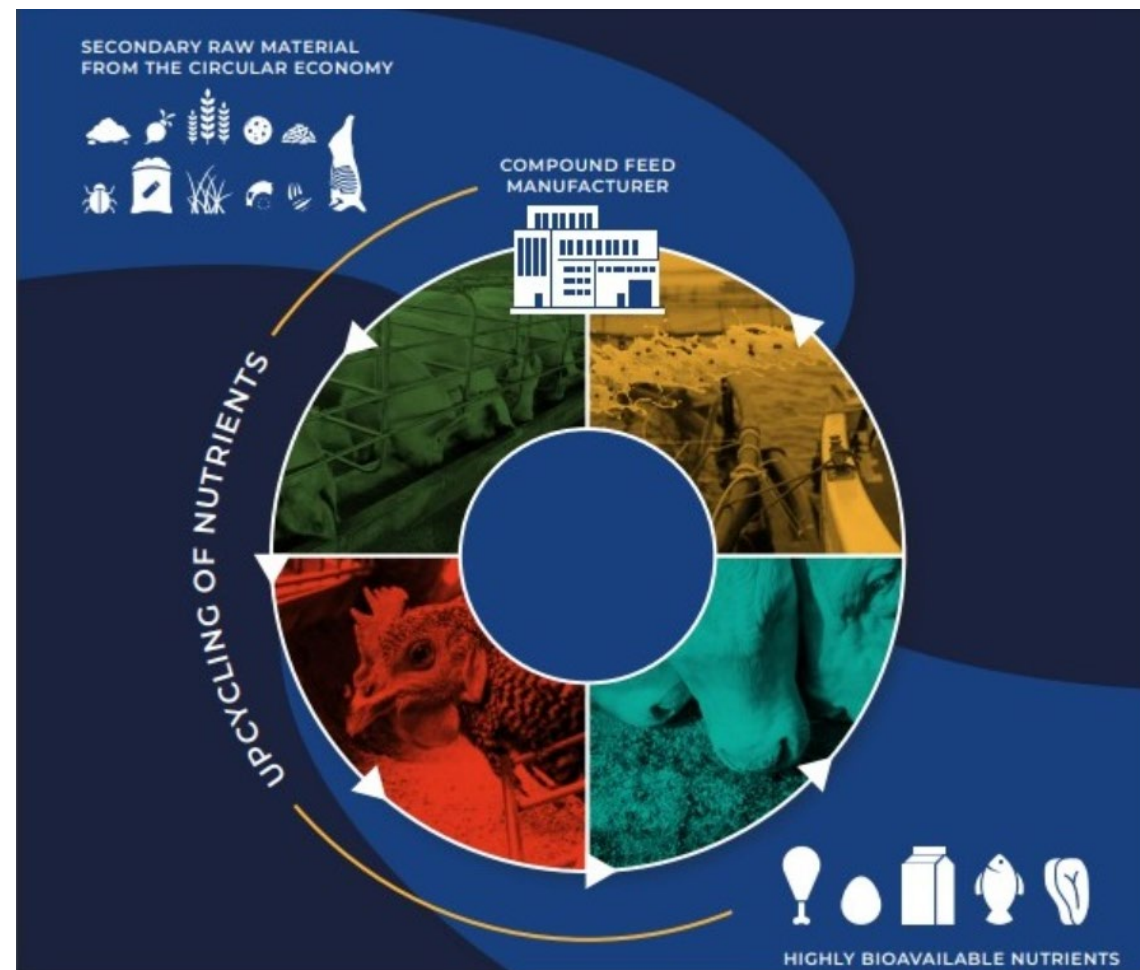 SECONDARY RAW MATERIAL
FROM THE CIRCULAR ECONOMY
COMPOUND FEED
MANUFACTURER
UPCYCLING OF NUTRIENTS
HIGHLY BIOAVAILABLE NUTRIENTS